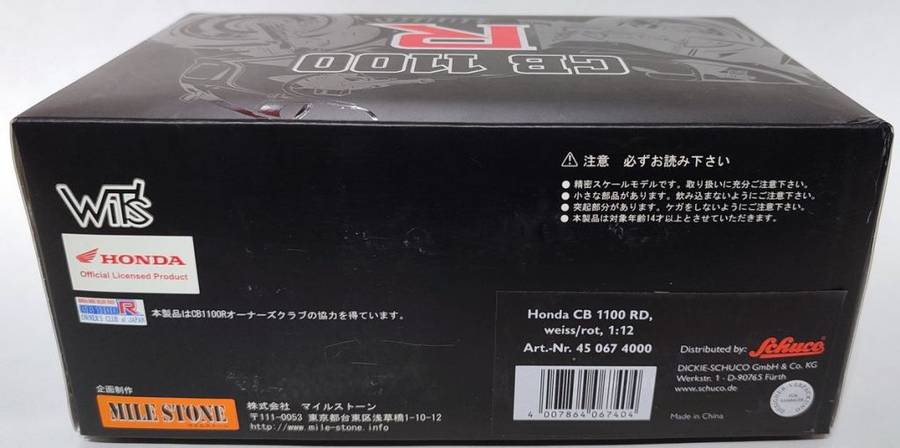 R
CB 1100
⚠ 注意 必ずお読み下さい
● 精密スケールモデルです。取り扱いに充分ご注意下さい。
● 小さな部品があります。飲み込まないようにご注意下さい。
● 突起部分があります。ケガをしないようにご注意下さい。
● 本製品は対象年齢14才以上とさせていただきます。
WiT's
HONDA
Official Licensed Product
R
OWNER'S CLUB of JAPAN
本製品はCB1100Rオーナーズクラブの協力を得ています。
企画制作
MILE STONE
株式会社 マイルストーン
〒111-0053 東京都台東区浅草橋1-10-12
http://www.mile-stone.info
Honda CB 1100 RD,
weiss/rot, 1:12
Art.-Nr. 45 067 4000
4 007864 067404
Distributed by: Schuco
DICKIE-SCHUCO GmbH & Co. KG
Werkstr. 1 · D-90765 Fürth
www.schuco.de
Made in China